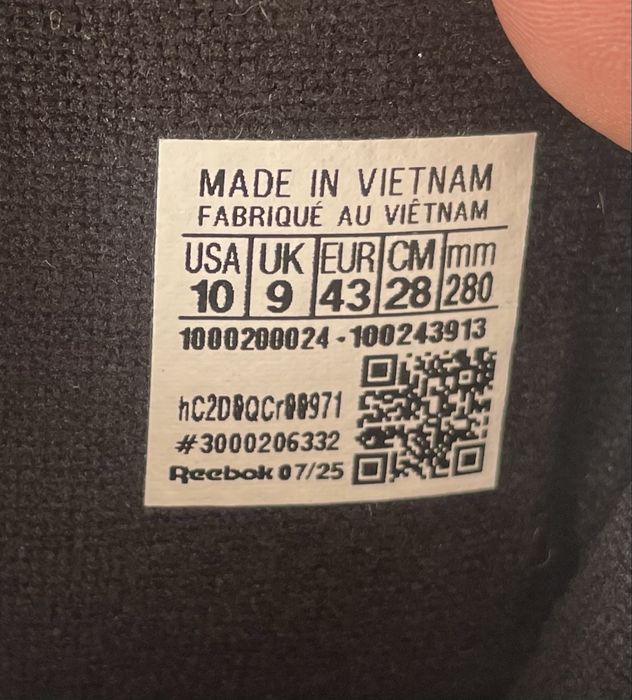 MADE IN VIETNAM
FABRIQUÉ AU VIÊTNAM
USA UK EUR CM mm
10 9 43 28 280
1000200024 - 100243913
hC2D0QCr00971
#3000206332
Reebok 07/25